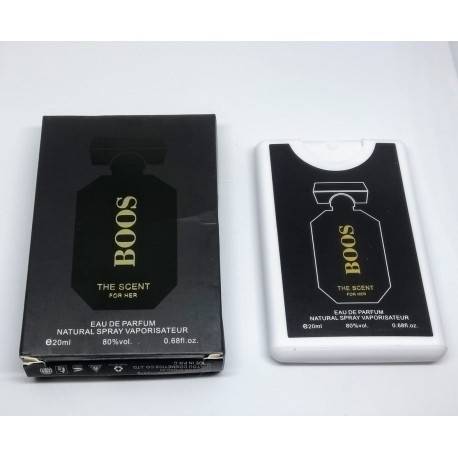 BOOS
THE SCENT
FOR HER
EAU DE PARFUM
NATURAL SPRAY VAPORISATEUR
℮20ml 80%vol. 0.68fl.oz.
BOOS
THE SCENT
FOR HER
EAU DE PARFUM
NATURAL SPRAY VAPORISATEUR
℮20ml 80%vol. 0.68fl.oz.